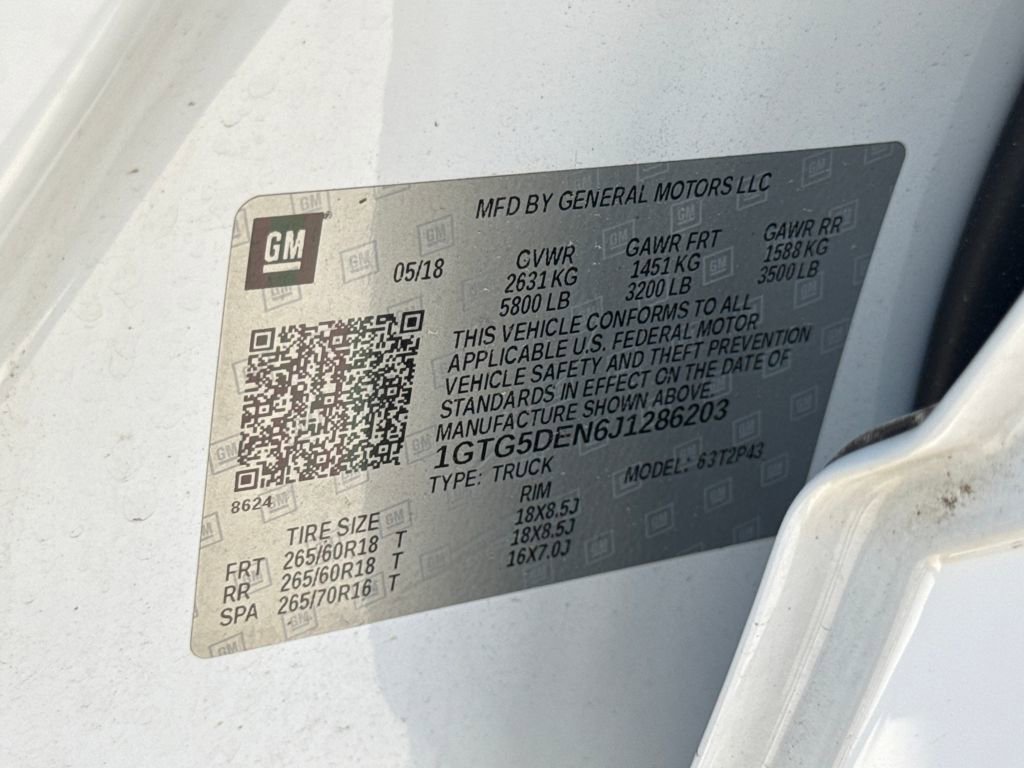 MFD BY GENERAL MOTORS LLC
GM
05/18
GVWR GAWR FRT GAWR RR
2631 KG 1451 KG 1588 KG
5800 LB 3200 LB 3500 LB
THIS VEHICLE CONFORMS TO ALL
APPLICABLE U.S. FEDERAL MOTOR
VEHICLE SAFETY AND THEFT PREVENTION
STANDARDS IN EFFECT ON THE DATE OF
MANUFACTURE SHOWN ABOVE.
1GTG5DEN6J1286203
TYPE: TRUCK MODEL: 63T2P43
8624
TIRE SIZE RIM
FRT 265/60R18 T 18X8.5J
RR 265/60R18 T 18X8.5J
SPA 265/70R16 T 16X7.0J